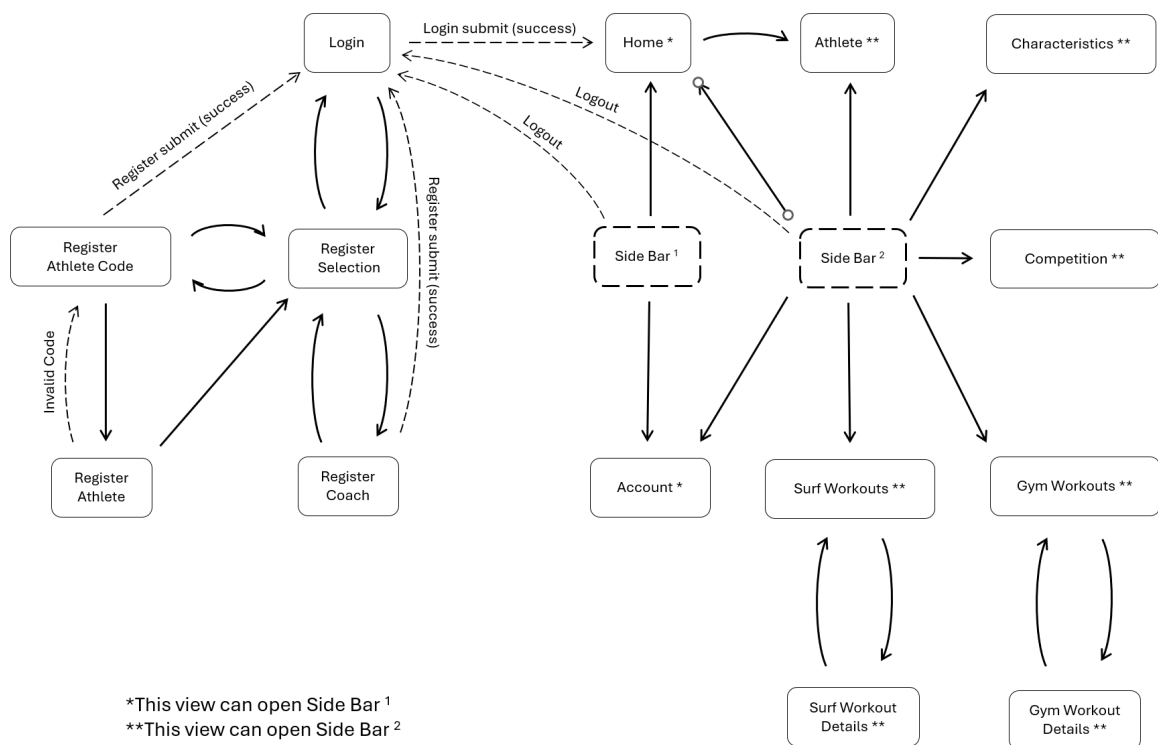 Login
Login submit (success)
Home *
Athlete **
Characteristics **
Register submit (success)
Logout
Logout
Register submit (success)
Register
Athlete Code
Register
Selection
Side Bar ¹
Side Bar ²
Competition **
Invalid Code
Register
Athlete
Register
Coach
Account *
Surf Workouts **
Gym Workouts **
Surf Workout
Details **
Gym Workout
Details **
*This view can open Side Bar ¹
**This view can open Side Bar ²